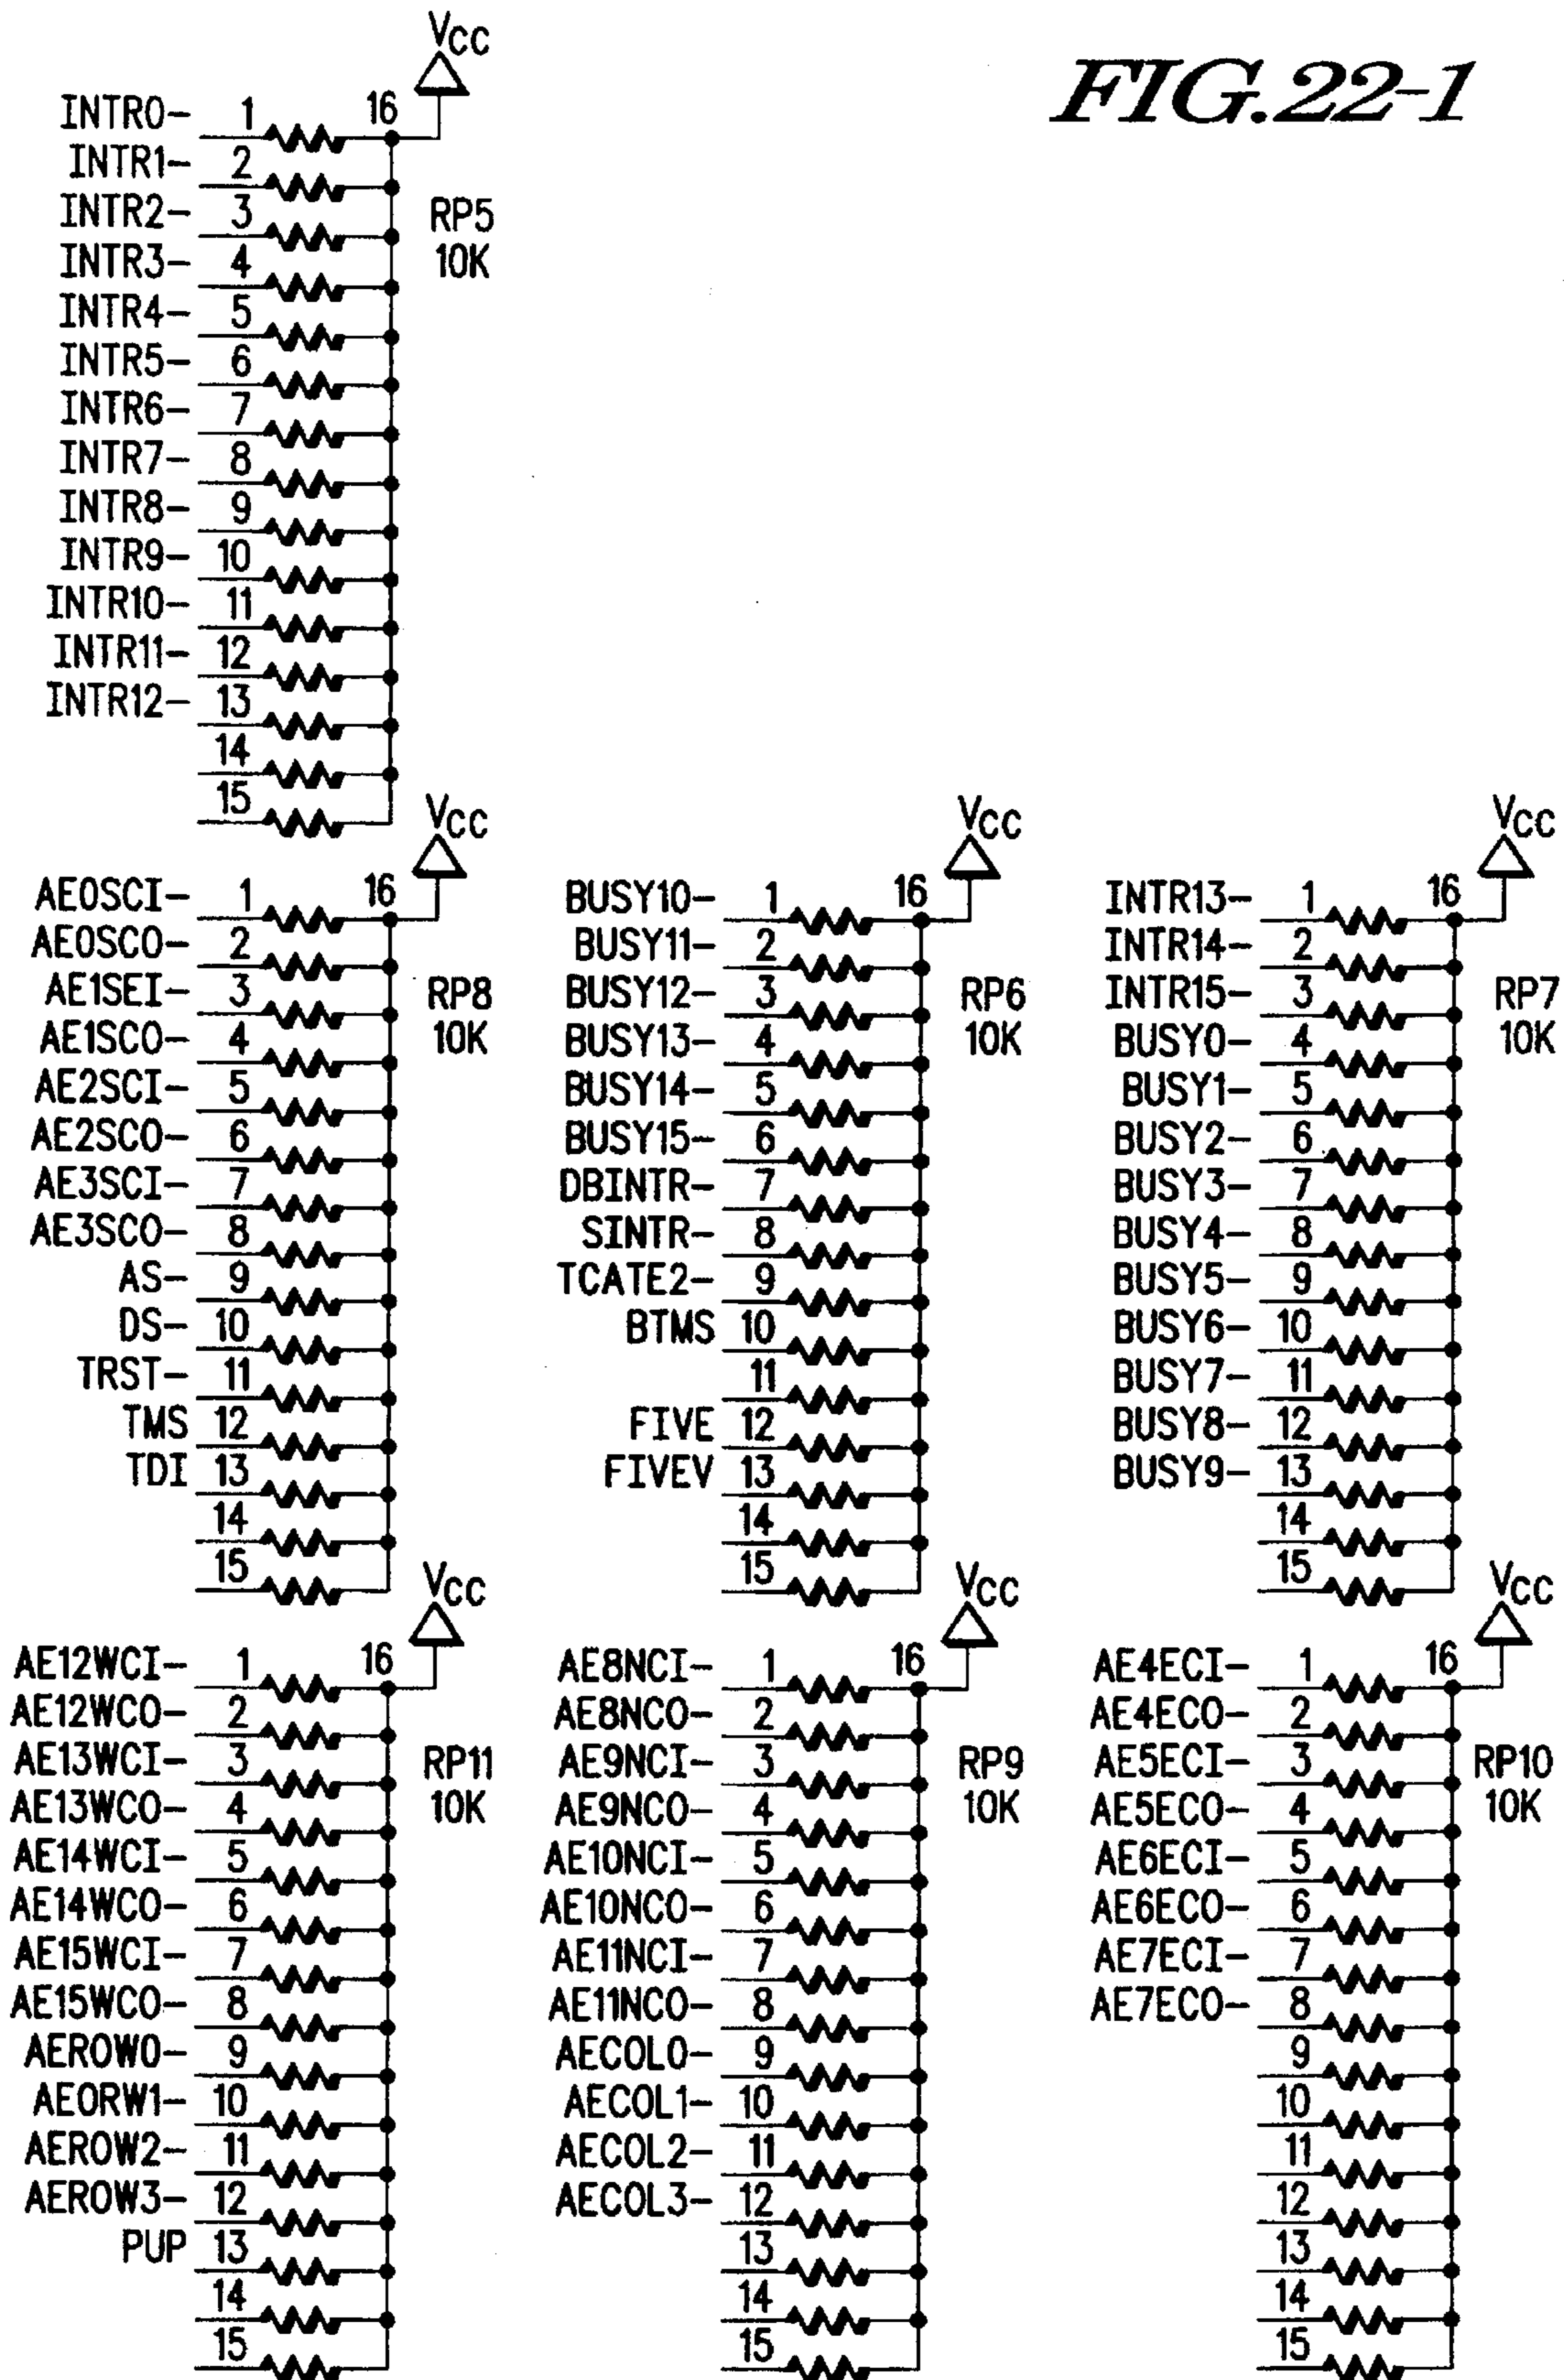 FIG.22-1
VCC
INTR0- 1 16
INTR1- 2
INTR2- 3 RP5
INTR3- 4 10K
INTR4- 5
INTR5- 6
INTR6- 7
INTR7- 8
INTR8- 9
INTR9- 10
INTR10- 11
INTR11- 12
INTR12- 13
14
15
VCC
AE0SCI- 1 16
AE0SCO- 2
AE1SEI- 3 RP8
AE1SCO- 4 10K
AE2SCI- 5
AE2SCO- 6
AE3SCI- 7
AE3SCO- 8
AS- 9
DS- 10
TRST- 11
TMS 12
TDI 13
14
15
VCC
BUSY10- 1 16
BUSY11- 2
BUSY12- 3 RP6
BUSY13- 4 10K
BUSY14- 5
BUSY15- 6
DBINTR- 7
SINTR- 8
TCATE2- 9
BTMS 10
11
FIVE 12
FIVEV 13
14
15
VCC
INTR13- 1 16
INTR14- 2
INTR15- 3 RP7
BUSY0- 4 10K
BUSY1- 5
BUSY2- 6
BUSY3- 7
BUSY4- 8
BUSY5- 9
BUSY6- 10
BUSY7- 11
BUSY8- 12
BUSY9- 13
14
15
VCC
AE12WCI- 1 16
AE12WCO- 2
AE13WCI- 3 RP11
AE13WCO- 4 10K
AE14WCI- 5
AE14WCO- 6
AE15WCI- 7
AE15WCO- 8
AEROW0- 9
AEORW1- 10
AEROW2- 11
AEROW3- 12
PUP 13
14
15
VCC
AE8NCI- 1 16
AE8NCO- 2
AE9NCI- 3 RP9
AE9NCO- 4 10K
AE10NCI- 5
AE10NCO- 6
AE11NCI- 7
AE11NCO- 8
AECOL0- 9
AECOL1- 10
AECOL2- 11
AECOL3- 12
13
14
15
VCC
AE4ECI- 1 16
AE4ECO- 2
AE5ECI- 3 RP10
AE5ECO- 4 10K
AE6ECI- 5
AE6ECO- 6
AE7ECI- 7
AE7ECO- 8
9
10
11
12
13
14
15